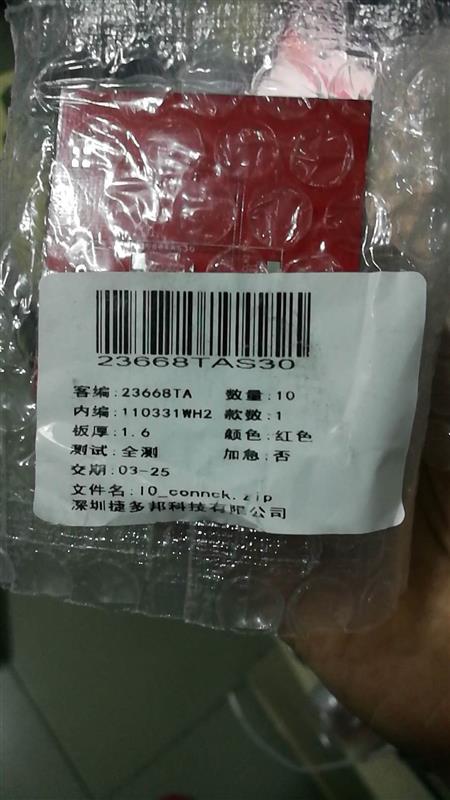 23668TAS30
客编:23668TA 数量:10
内编:110331WH2 款数:1
板厚:1.6 颜色:红色
测试:全测 加急:否
交期:03-25
文件名:IO_connck.zip
深圳捷多邦科技有限公司